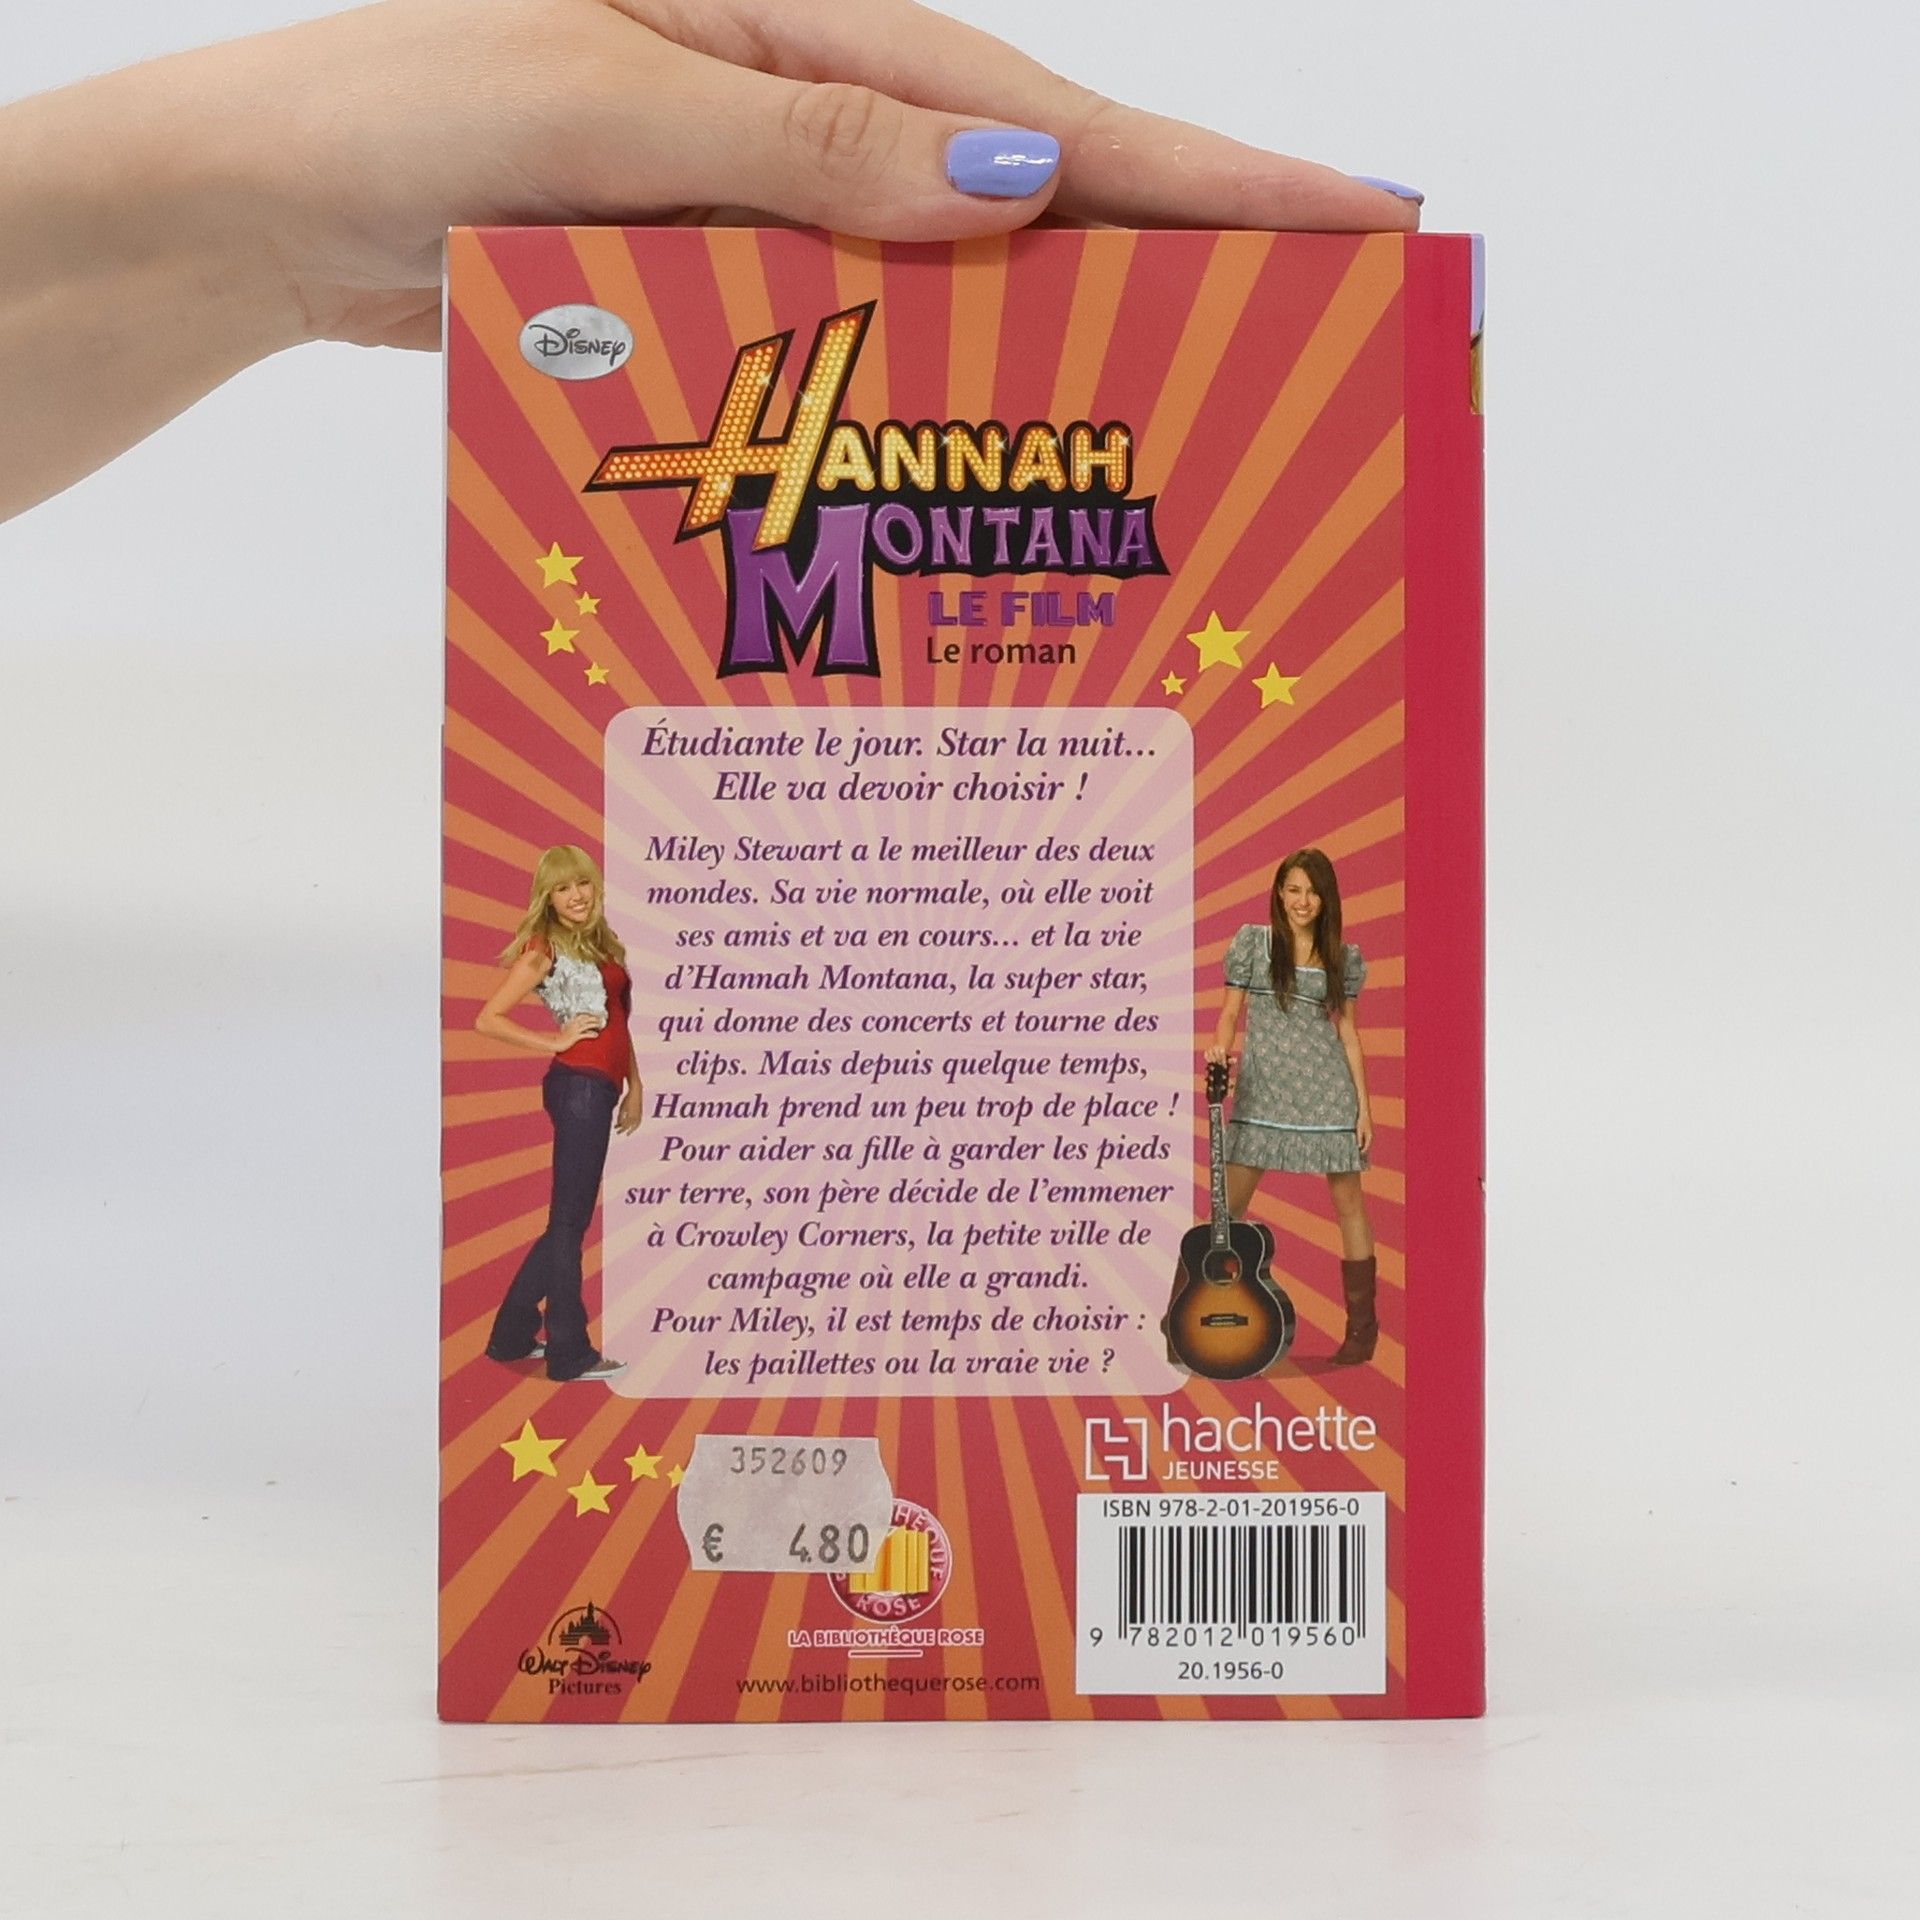 Disney
HANNAH
MONTANA
LE FILM
Le roman
Étudiante le jour. Star la nuit...
Elle va devoir choisir !
Miley Stewart a le meilleur des deux
mondes. Sa vie normale, où elle voit
ses amis et va en cours... et la vie
d'Hannah Montana, la super star,
qui donne des concerts et tourne des
clips. Mais depuis quelque temps,
Hannah prend un peu trop de place !
Pour aider sa fille à garder les pieds
sur terre, son père décide de l'emmener
à Crowley Corners, la petite ville de
campagne où elle a grandi.
Pour Miley, il est temps de choisir :
les paillettes ou la vraie vie ?
hachette
JEUNESSE
352609
€ 4.80
ROSE
LA BIBLIOTHÈQUE ROSE
www.bibliothequerose.com
WALT DISNEY
Pictures
ISBN 978-2-01-201956-0
9 782012 019560
20.1956-0